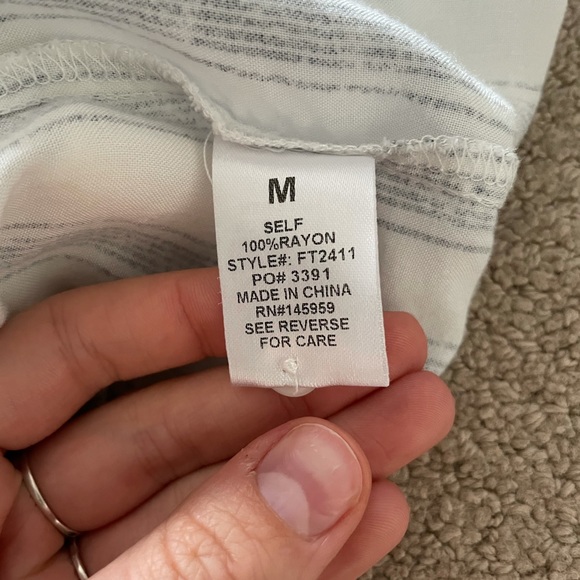 M
SELF
100%RAYON
STYLE#: FT2411
PO# 3391
MADE IN CHINA
RN#145959
SEE REVERSE
FOR CARE